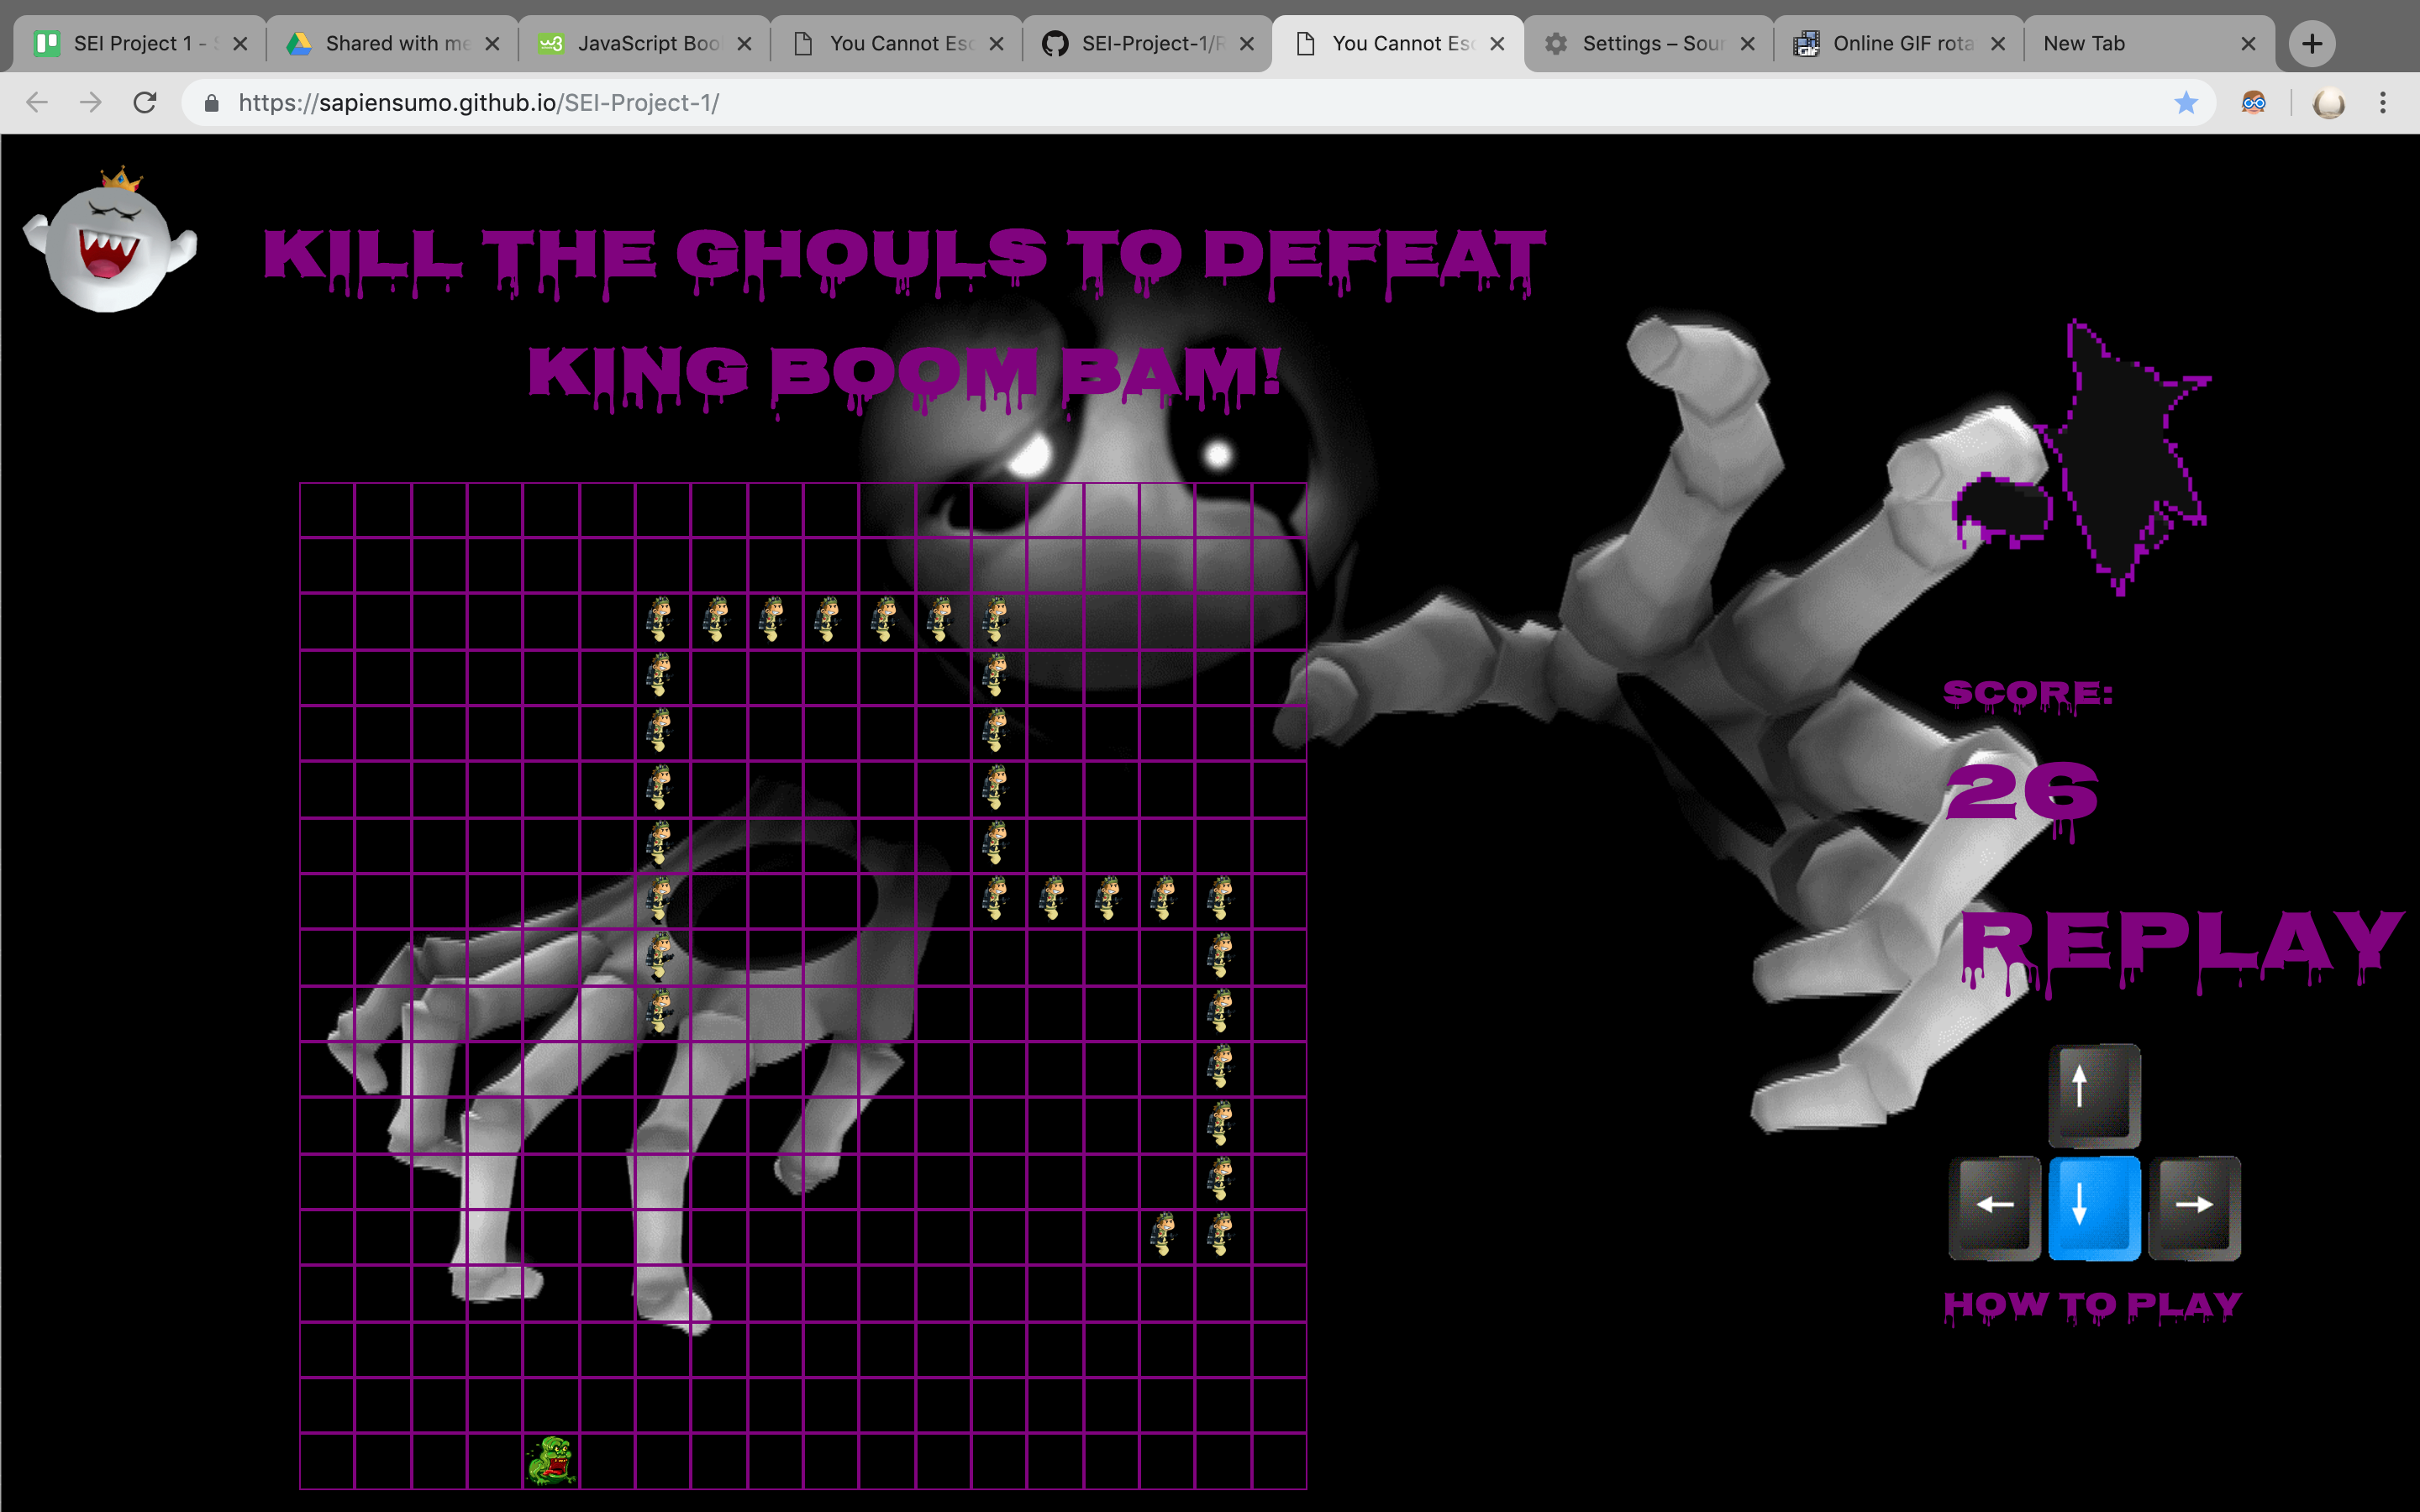 SEI Project 1 - S
Shared with me
JavaScript Boo
You Cannot Esc
SEI-Project-1/R
You Cannot Esc
Settings – Sour
Online GIF rota
New Tab
https://sapiensumo.github.io/SEI-Project-1/
KILL THE GHOULS TO DEFEAT
KING BOOM BAM!
SCORE:
26
REPLAY
↑
← ↓ →
HOW TO PLAY